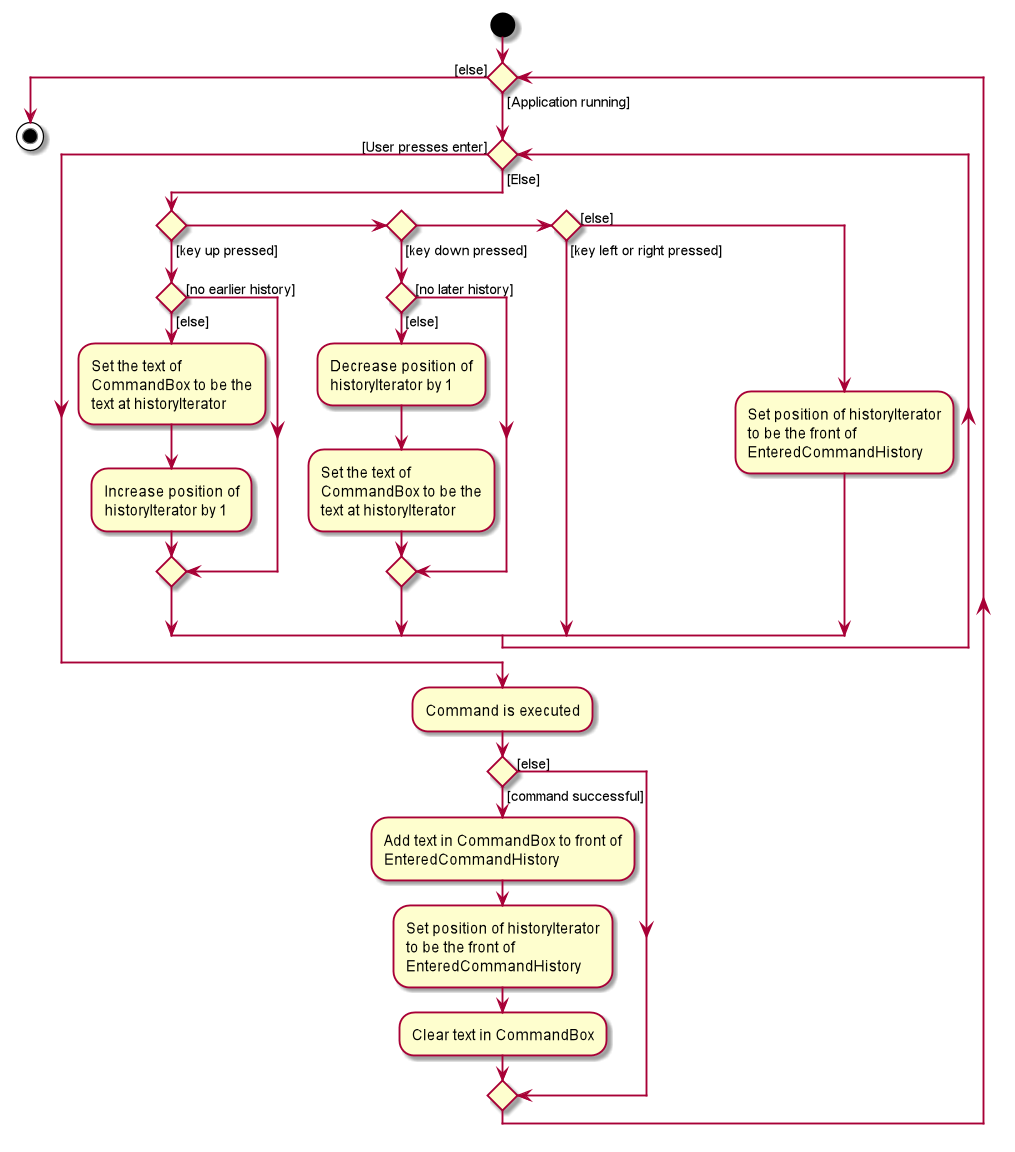 [else]
[Application running]
[User presses enter]
[Else]
[else]
[key up pressed]
[key down pressed]
[key left or right pressed]
[no earlier history]
[no later history]
[else]
[else]
Set the text of
CommandBox to be the
text at historyIterator
Increase position of
historyIterator by 1
Decrease position of
historyIterator by 1
Set the text of
CommandBox to be the
text at historyIterator
Set position of historyIterator
to be the front of
EnteredCommandHistory
Command is executed
[else]
[command successful]
Add text in CommandBox to front of
EnteredCommandHistory
Set position of historyIterator
to be the front of
EnteredCommandHistory
Clear text in CommandBox